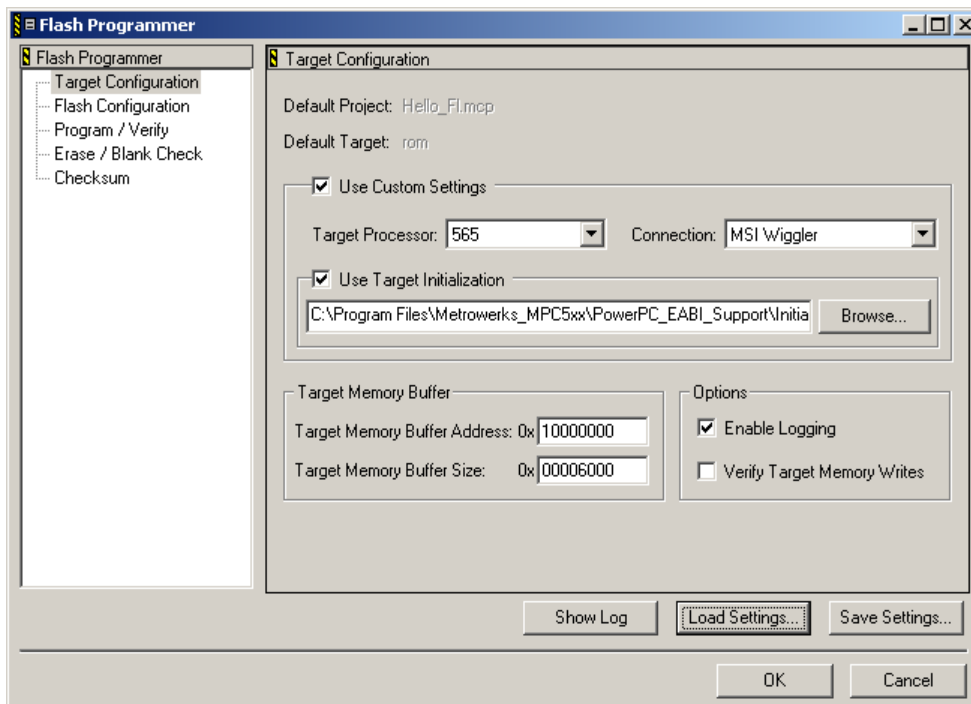 Flash Programmer
Flash Programmer
Target Configuration
Flash Configuration
Program / Verify
Erase / Blank Check
Checksum
Target Configuration
Default Project: Hello_Fl.mcp
Default Target: rom
Use Custom Settings
Target Processor: 565 Connection: MSI Wiggler
Use Target Initialization
C:\Program Files\Metrowerks_MPC5xx\PowerPC_EABI_Support\Initia Browse...
Target Memory Buffer
Target Memory Buffer Address: 0x 10000000
Target Memory Buffer Size: 0x 00006000
Options
Enable Logging
Verify Target Memory Writes
Show Log Load Settings... Save Settings...
OK Cancel